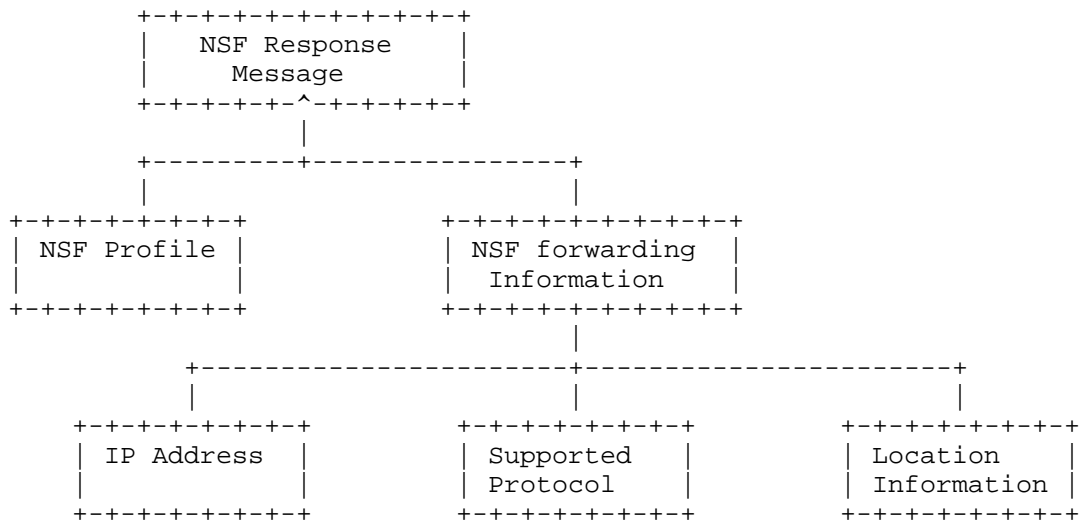 NSF Response
Message
NSF Profile
NSF forwarding
Information
IP Address
Supported
Location
Protocol
Information